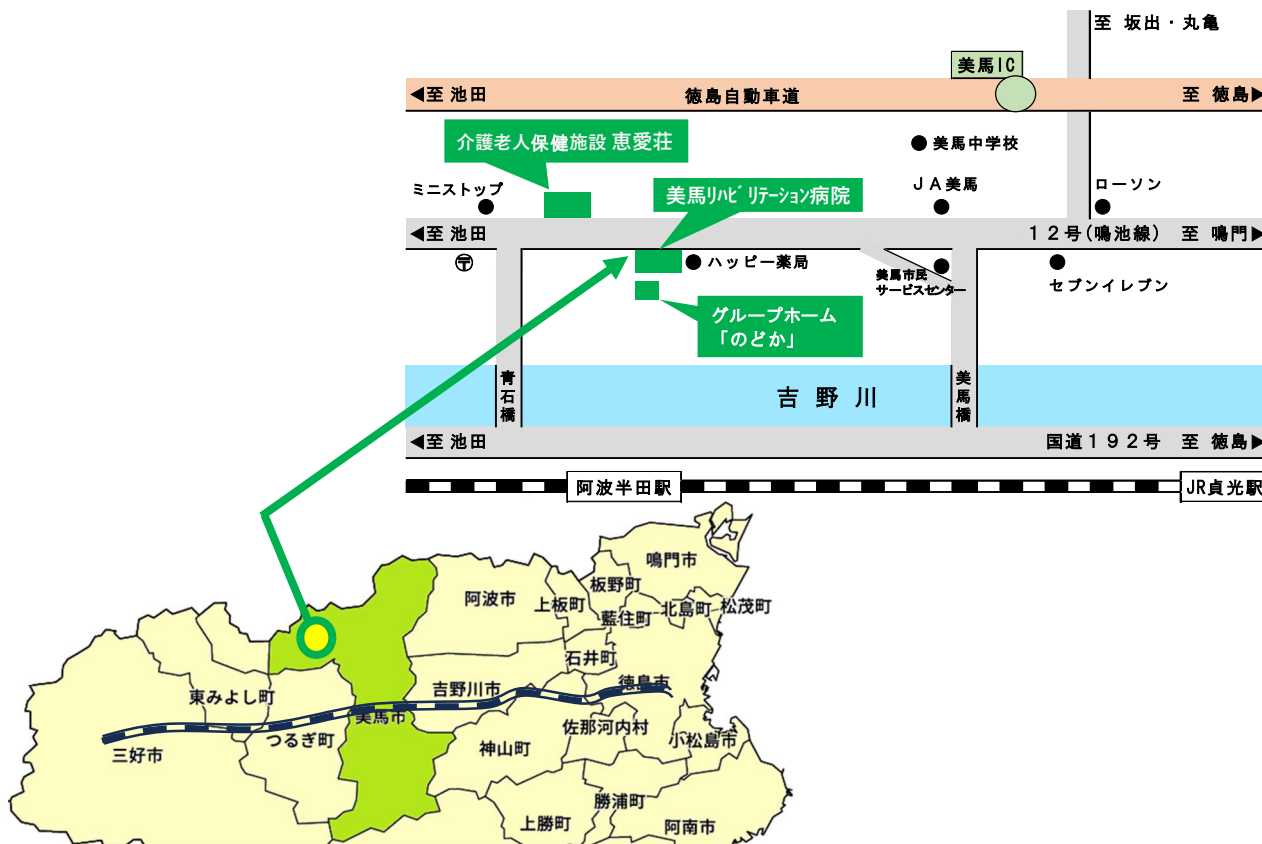 至 坂出・丸亀
美馬IC
◀至 池田
徳島自動車道
至 徳島▶
介護老人保健施設 恵愛荘
美馬中学校
ミニストップ
美馬リハビリテーション病院
JA美馬
ローソン
◀至 池田
12号(鳴池線) 至 鳴門▶
〒
ハッピー薬局
美馬市民
サービスセンター
セブンイレブン
グループホーム
「のどか」
青石橋
吉野川
美馬橋
◀至 池田
国道192号 至 徳島▶
阿波半田駅
JR貞光駅
鳴門市
板野町
阿波市
上板町
北島町
松茂町
藍住町
石井町
徳島市
吉野川市
東みよし町
美馬市
佐那河内村
つるぎ町
神山町
小松島市
三好市
勝浦町
上勝町
阿南市